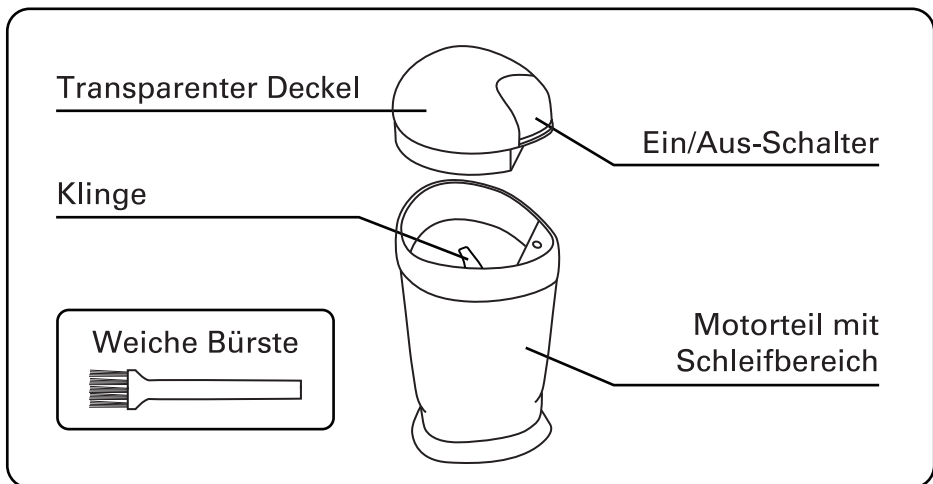 Transparenter Deckel
Ein/Aus-Schalter
Klinge
Weiche Bürste
Motorteil mit
Schleifbereich